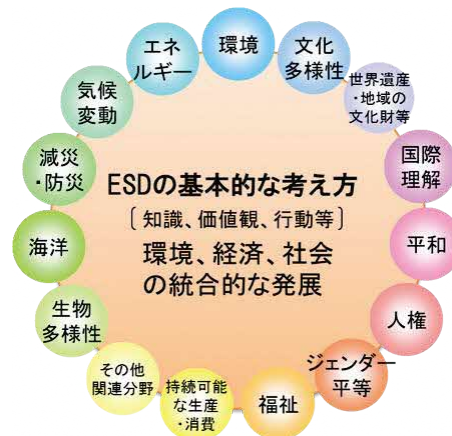 ESDの基本的な考え方
［知識、価値観、行動等］
環境、経済、社会
の統合的な発展
環境
文化
多様性
世界遺産
・地域の
文化財等
国際
理解
平和
人権
ジェンダー
平等
福祉
持続可能
な生産
・消費
その他
関連分野
生物
多様性
海洋
減災
・防災
気候
変動
エネ
ルギー